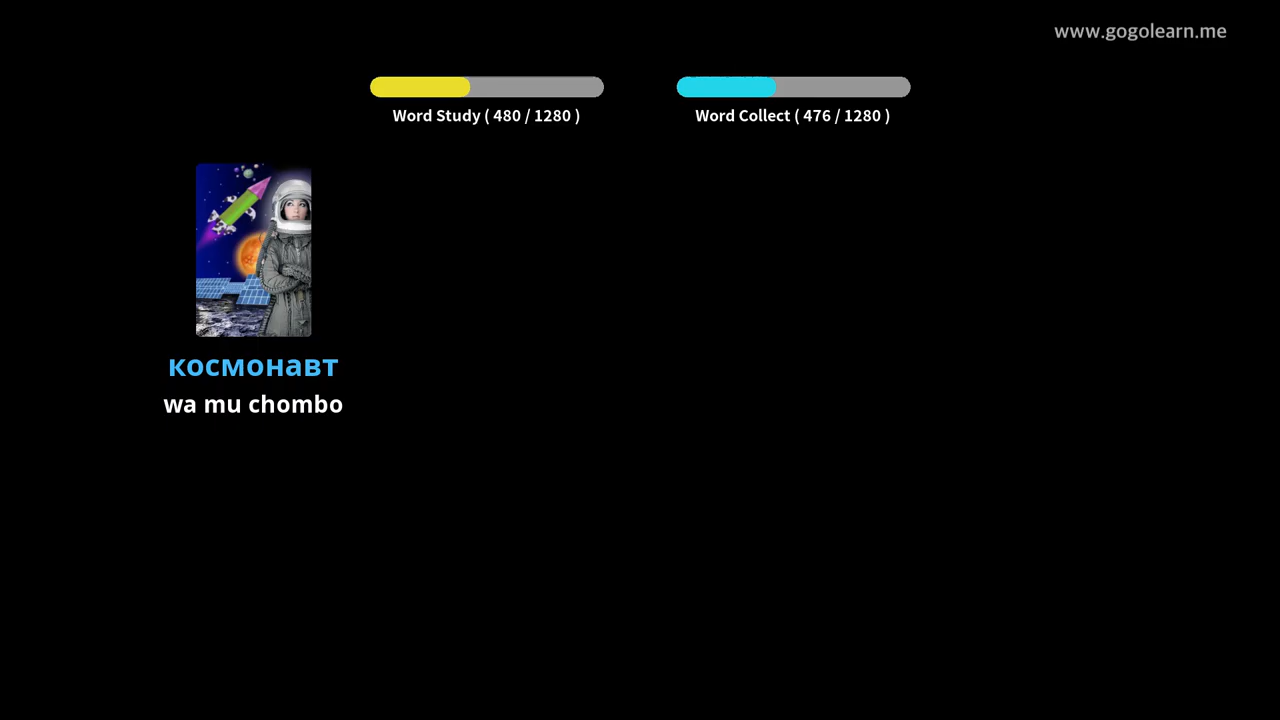 www.gogolearn.me
Word Study ( 480 / 1280 )
Word Collect ( 476 / 1280 )
космонавт
wa mu chombo